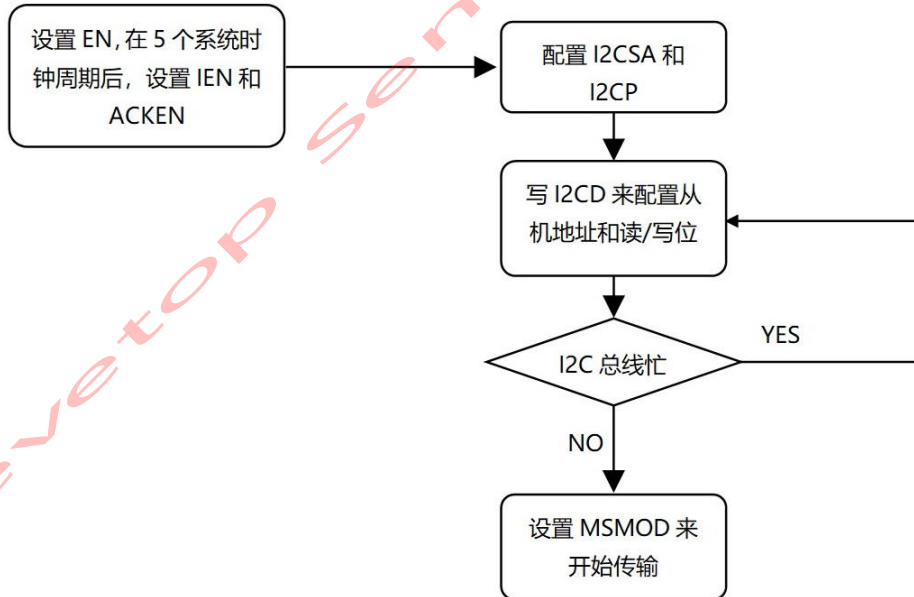 设置 EN,在 5 个系统时
钟周期后，设置 IEN 和
ACKEN
配置 I2CSA 和
I2CP
写 I2CD 来配置从
机地址和读/写位
I2C 总线忙
YES
NO
设置 MSMOD 来
开始传输
evetop Sen